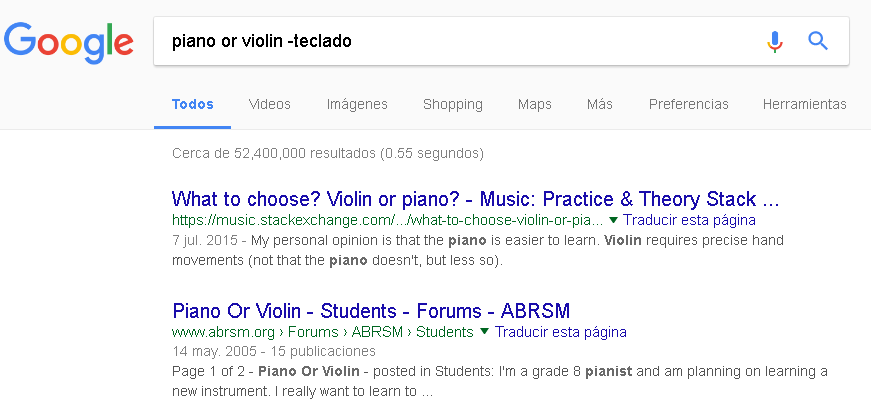 Google
piano or violin -teclado
Todos Videos Imágenes Shopping Maps Más Preferencias Herramientas
Cerca de 52,400,000 resultados (0.55 segundos)
What to choose? Violin or piano? - Music: Practice & Theory Stack ...
https://music.stackexchange.com/.../what-to-choose-violin-or-pia... ▼ Traducir esta página
7 jul. 2015 - My personal opinion is that the piano is easier to learn. Violin requires precise hand
movements (not that the piano doesn't, but less so).
Piano Or Violin - Students - Forums - ABRSM
www.abrsm.org › Forums › ABRSM › Students ▼ Traducir esta página
14 may. 2005 - 15 publicaciones
Page 1 of 2 - Piano Or Violin - posted in Students: I'm a grade 8 pianist and am planning on learning a
new instrument. I really want to learn to ...